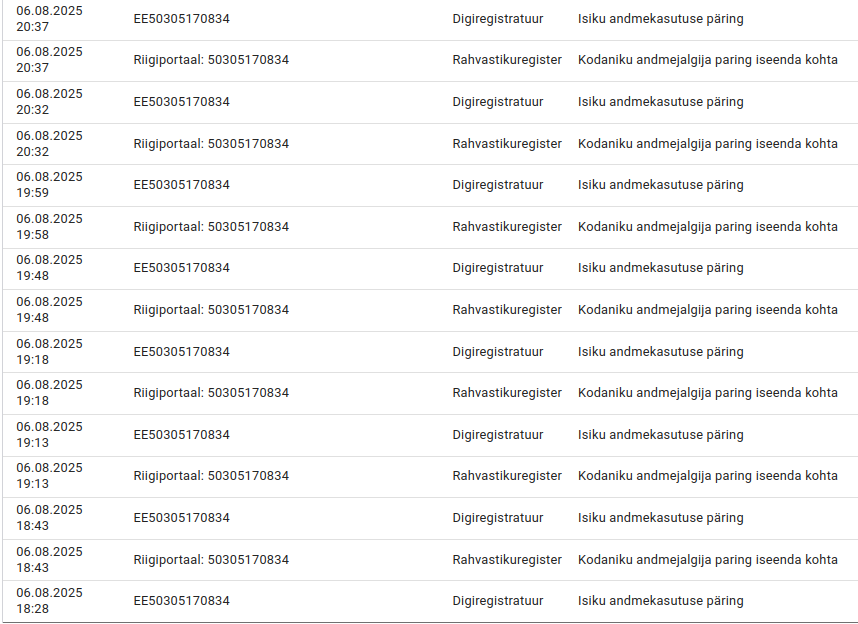 06.08.2025
20:37
EE50305170834
Digiregistratuur
Isiku andmekasutuse päring
06.08.2025
20:37
Riigiportaal: 50305170834
Rahvastikuregister
Kodaniku andmejalgija paring iseenda kohta
06.08.2025
20:32
EE50305170834
Digiregistratuur
Isiku andmekasutuse päring
06.08.2025
20:32
Riigiportaal: 50305170834
Rahvastikuregister
Kodaniku andmejalgija paring iseenda kohta
06.08.2025
19:59
EE50305170834
Digiregistratuur
Isiku andmekasutuse päring
06.08.2025
19:58
Riigiportaal: 50305170834
Rahvastikuregister
Kodaniku andmejalgija paring iseenda kohta
06.08.2025
19:48
EE50305170834
Digiregistratuur
Isiku andmekasutuse päring
06.08.2025
19:48
Riigiportaal: 50305170834
Rahvastikuregister
Kodaniku andmejalgija paring iseenda kohta
06.08.2025
19:18
EE50305170834
Digiregistratuur
Isiku andmekasutuse päring
06.08.2025
19:18
Riigiportaal: 50305170834
Rahvastikuregister
Kodaniku andmejalgija paring iseenda kohta
06.08.2025
19:13
EE50305170834
Digiregistratuur
Isiku andmekasutuse päring
06.08.2025
19:13
Riigiportaal: 50305170834
Rahvastikuregister
Kodaniku andmejalgija paring iseenda kohta
06.08.2025
18:43
EE50305170834
Digiregistratuur
Isiku andmekasutuse päring
06.08.2025
18:43
Riigiportaal: 50305170834
Rahvastikuregister
Kodaniku andmejalgija paring iseenda kohta
06.08.2025
18:28
EE50305170834
Digiregistratuur
Isiku andmekasutuse päring